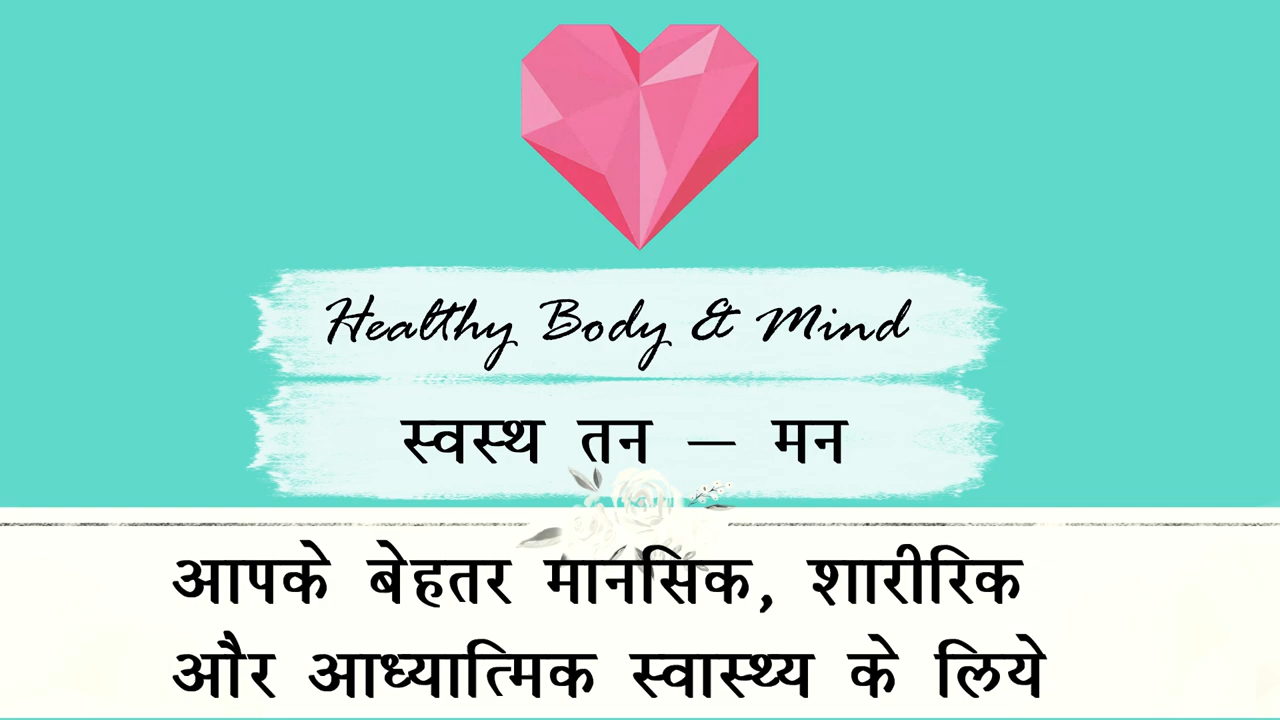 Healthy Body & Mind
स्वस्थ तन – मन
आपके बेहतर मानसिक, शारीरिक
और आध्यात्मिक स्वास्थ्य के लिये